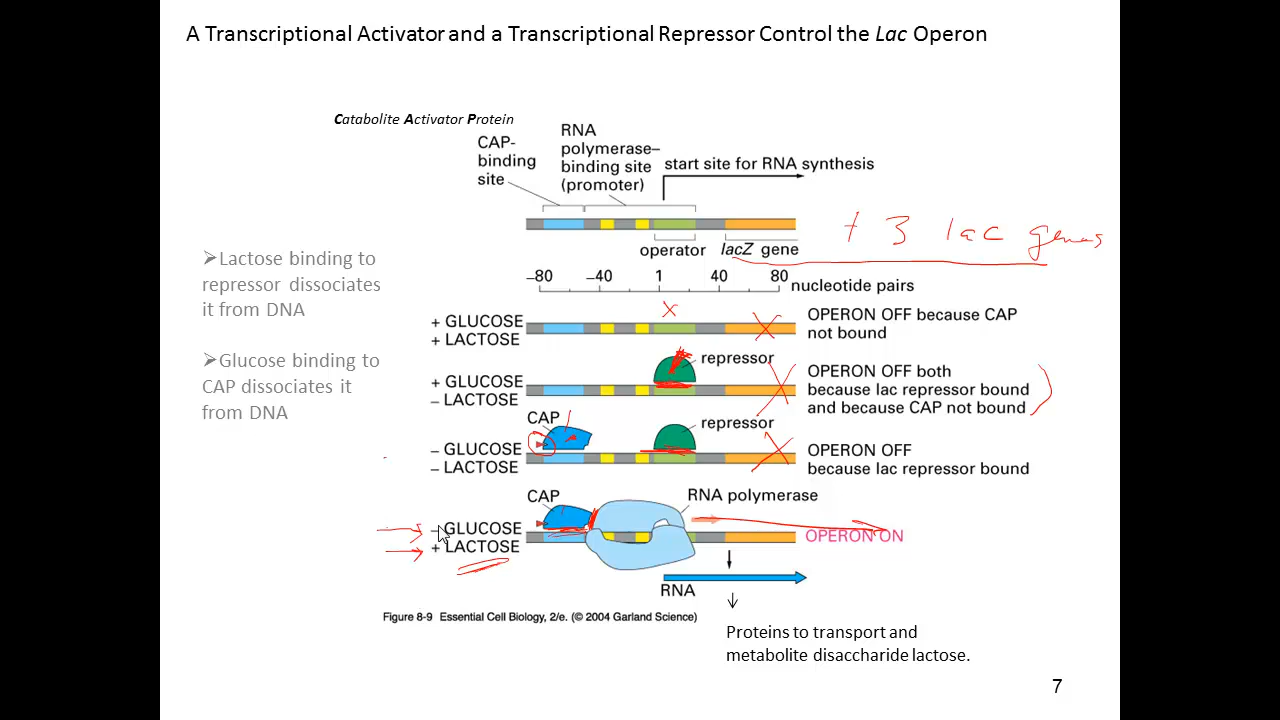 A Transcriptional Activator and a Transcriptional Repressor Control the Lac Operon
Catabolite Activator Protein
CAP-
binding
site
RNA
polymerase–
binding site
(promoter)
start site for RNA synthesis
operator
lacZ gene
+ 3 lac genes
–80 –40 1 40 80 nucleotide pairs
➢Lactose binding to
repressor dissociates
it from DNA
➢Glucose binding to
CAP dissociates it
from DNA
+ GLUCOSE
+ LACTOSE
OPERON OFF because CAP
not bound
+ GLUCOSE
– LACTOSE
repressor
OPERON OFF both
because lac repressor bound
and because CAP not bound
CAP
repressor
– GLUCOSE
– LACTOSE
OPERON OFF
because lac repressor bound
CAP
RNA polymerase
– GLUCOSE
+ LACTOSE
OPERON ON
RNA
Figure 8-9 Essential Cell Biology, 2/e. (© 2004 Garland Science)
Proteins to transport and
metabolite disaccharide lactose.
7